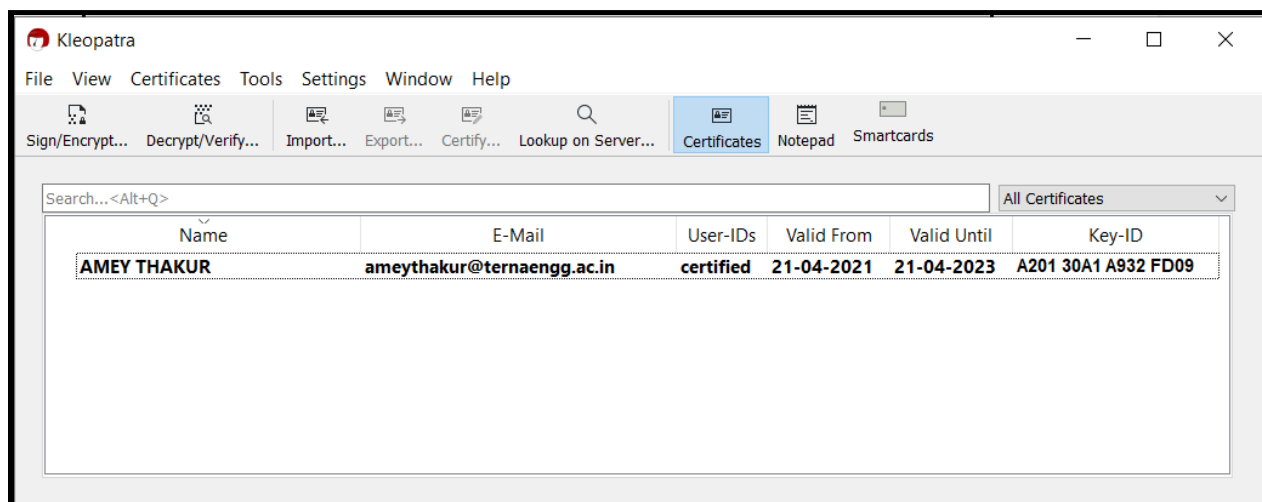 Kleopatra
File View Certificates Tools Settings Window Help
Sign/Encrypt... Decrypt/Verify... Import... Export... Certify... Lookup on Server... Certificates Notepad Smartcards
Search...<Alt+Q> All Certificates
Name E-Mail User-IDs Valid From Valid Until Key-ID
AMEY THAKUR ameythakur@ternaengg.ac.in certified 21-04-2021 21-04-2023 A201 30A1 A932 FD09